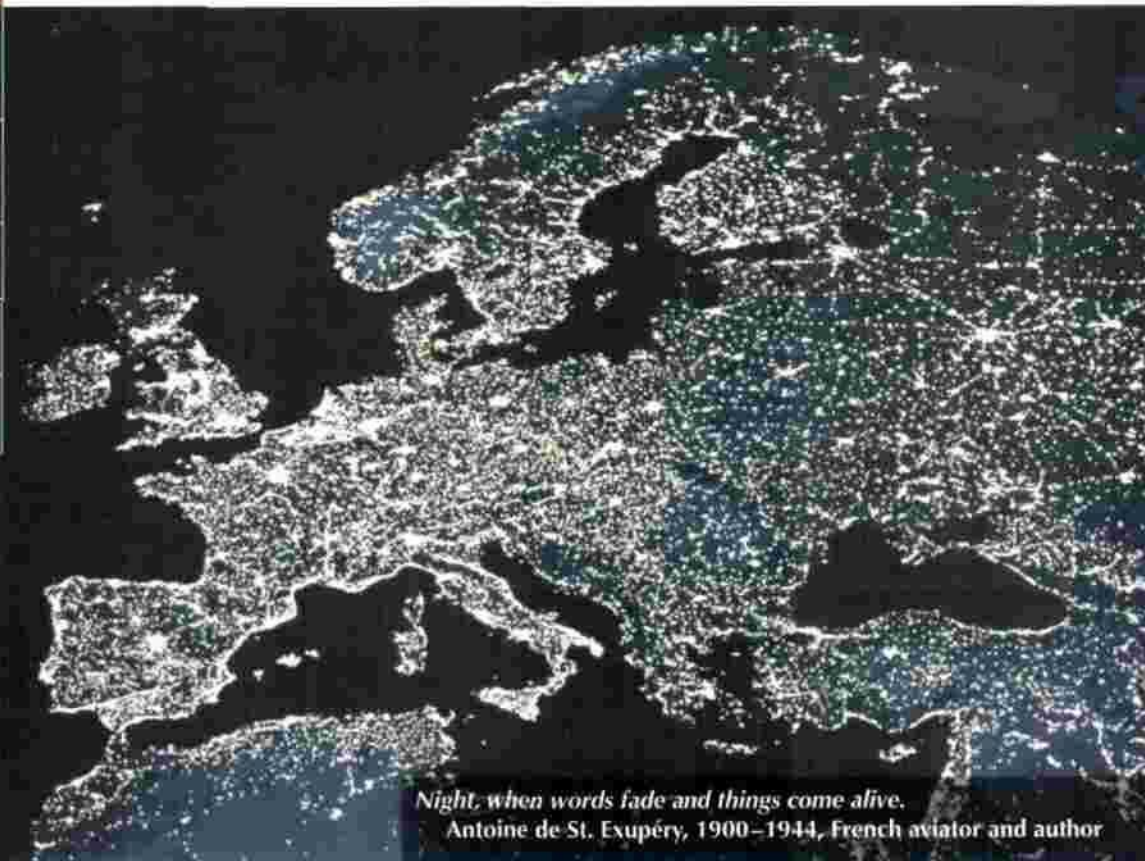 Night, when words fade and things come alive.
Antoine de St. Exupéry, 1900–1944, French aviator and author